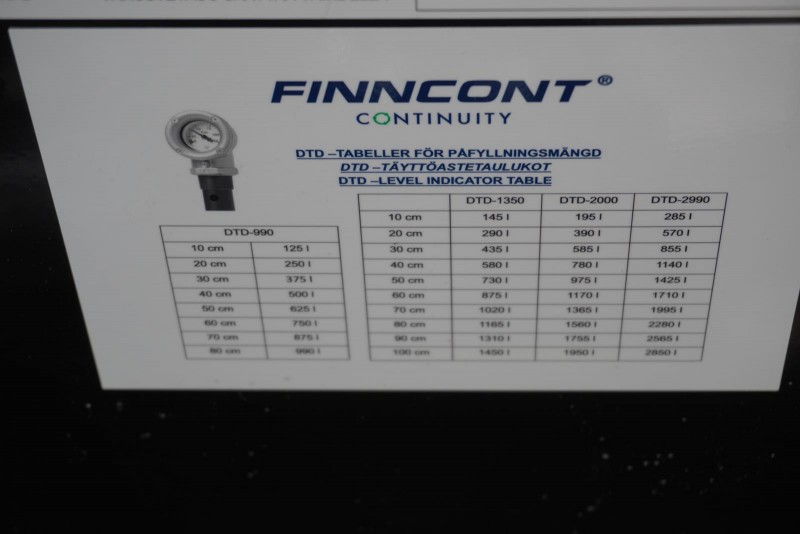 FINNCONT®
CONTINUITY
DTD –TABELLER FÖR PÅFYLLNINGSMÄNGD
DTD –TÄYTTÖASTETAULUKOT
DTD –LEVEL INDICATOR TABLE
DTD-990
10 cm 125 l
20 cm 250 l
30 cm 375 l
40 cm 500 l
50 cm 625 l
60 cm 750 l
70 cm 875 l
80 cm 990 l
DTD-1350 DTD-2000 DTD-2990
10 cm 145 l 195 l 285 l
20 cm 290 l 390 l 570 l
30 cm 435 l 585 l 855 l
40 cm 580 l 780 l 1140 l
50 cm 730 l 975 l 1425 l
60 cm 875 l 1170 l 1710 l
70 cm 1020 l 1365 l 1995 l
80 cm 1165 l 1560 l 2280 l
90 cm 1310 l 1755 l 2565 l
100 cm 1450 l 1950 l 2850 l